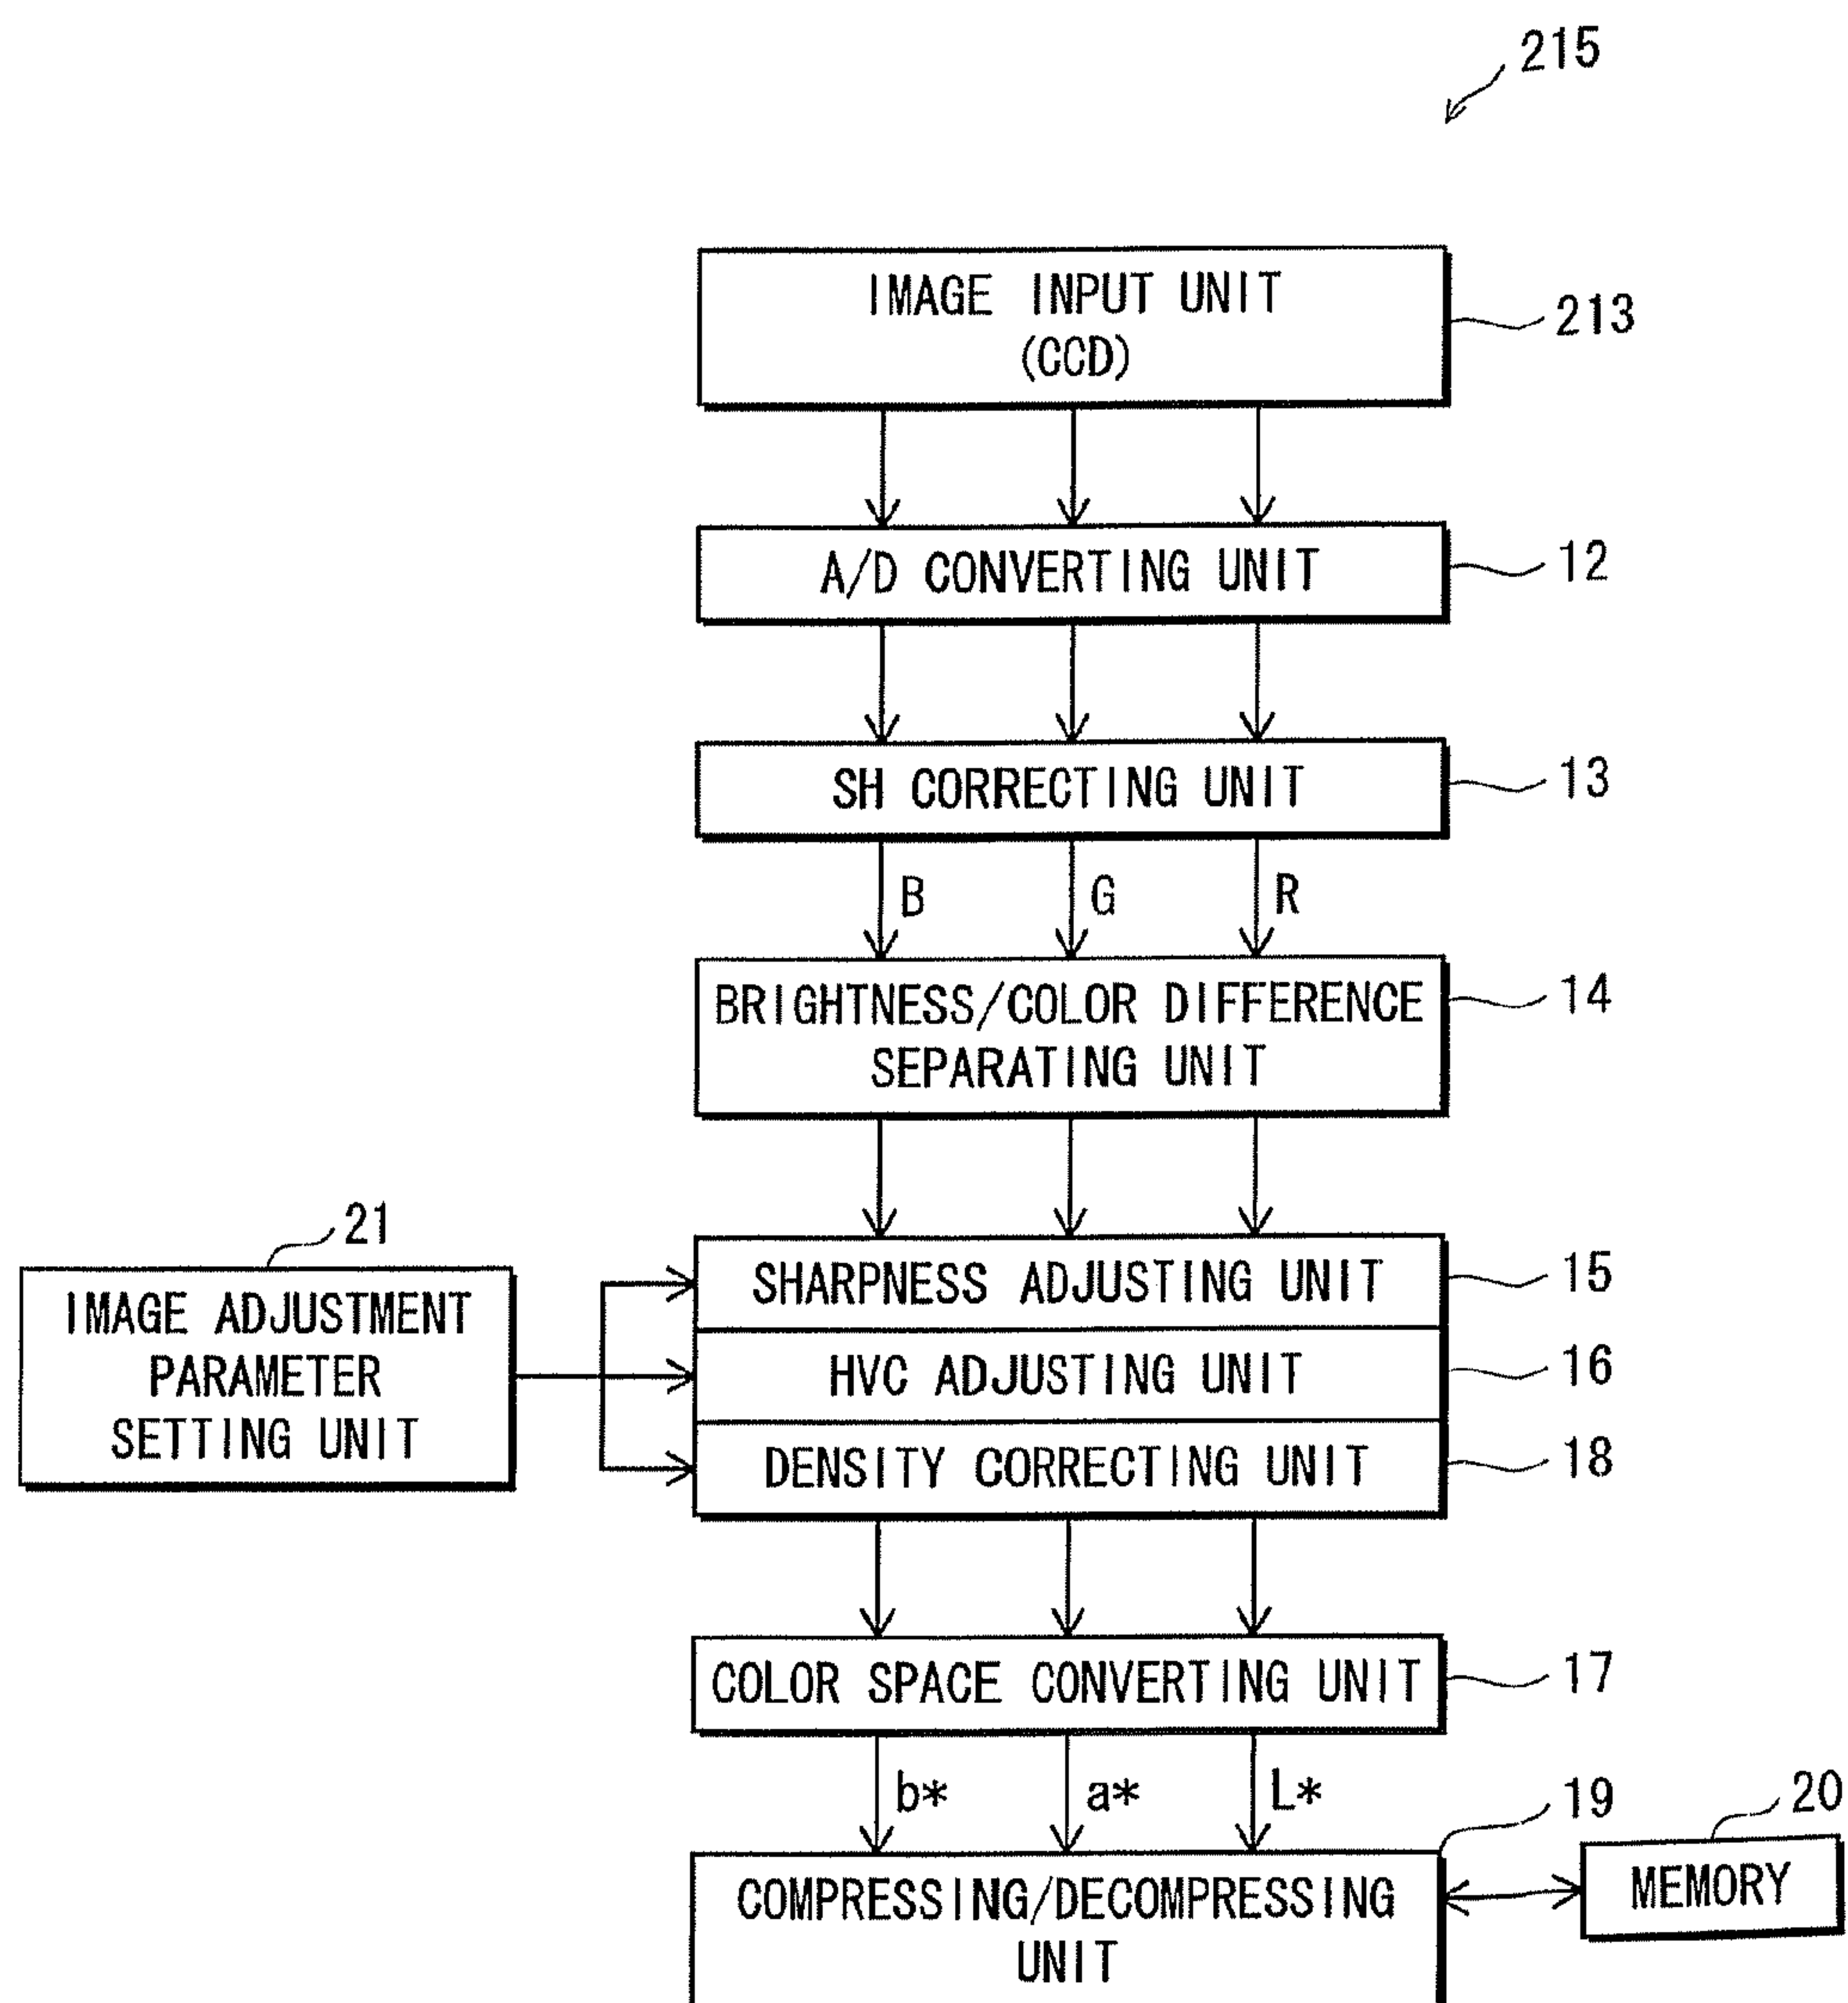 215
IMAGE INPUT UNIT
(CCD)
213
A/D CONVERTING UNIT
12
SH CORRECTING UNIT
13
B
G
R
BRIGHTNESS/COLOR DIFFERENCE
SEPARATING UNIT
14
21
IMAGE ADJUSTMENT
PARAMETER
SETTING UNIT
SHARPNESS ADJUSTING UNIT
15
HVC ADJUSTING UNIT
16
DENSITY CORRECTING UNIT
18
COLOR SPACE CONVERTING UNIT
17
b*
a*
L*
19
20
COMPRESSING/DECOMPRESSING
UNIT
MEMORY